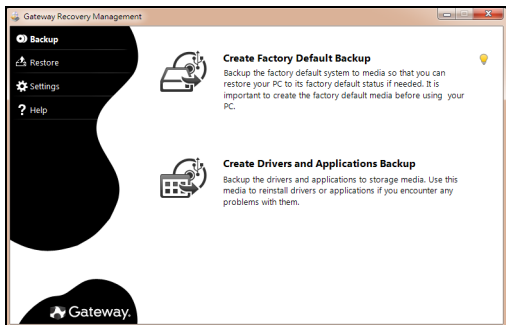 Gateway Recovery Management
Backup
Restore
Settings
Help
Create Factory Default Backup
Backup the factory default system to media so that you can
restore your PC to its factory default status if needed. It is
important to create the factory default media before using your
PC.
Create Drivers and Applications Backup
Backup the drivers and applications to storage media. Use this
media to reinstall drivers or applications if you encounter any
problems with them.
Gateway.